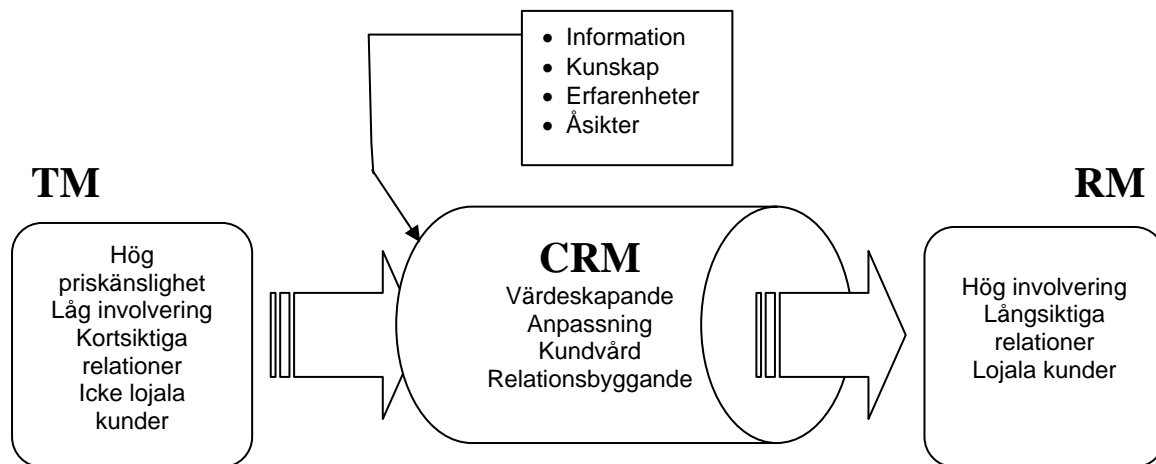 • Information
• Kunskap
• Erfarenheter
• Åsikter
TM
Hög
priskänslighet
Låg involvering
Kortsiktiga
relationer
Icke lojala
kunder
CRM
Värdeskapande
Anpassning
Kundvård
Relationsbyggande
RM
Hög involvering
Långsiktiga
relationer
Lojala kunder